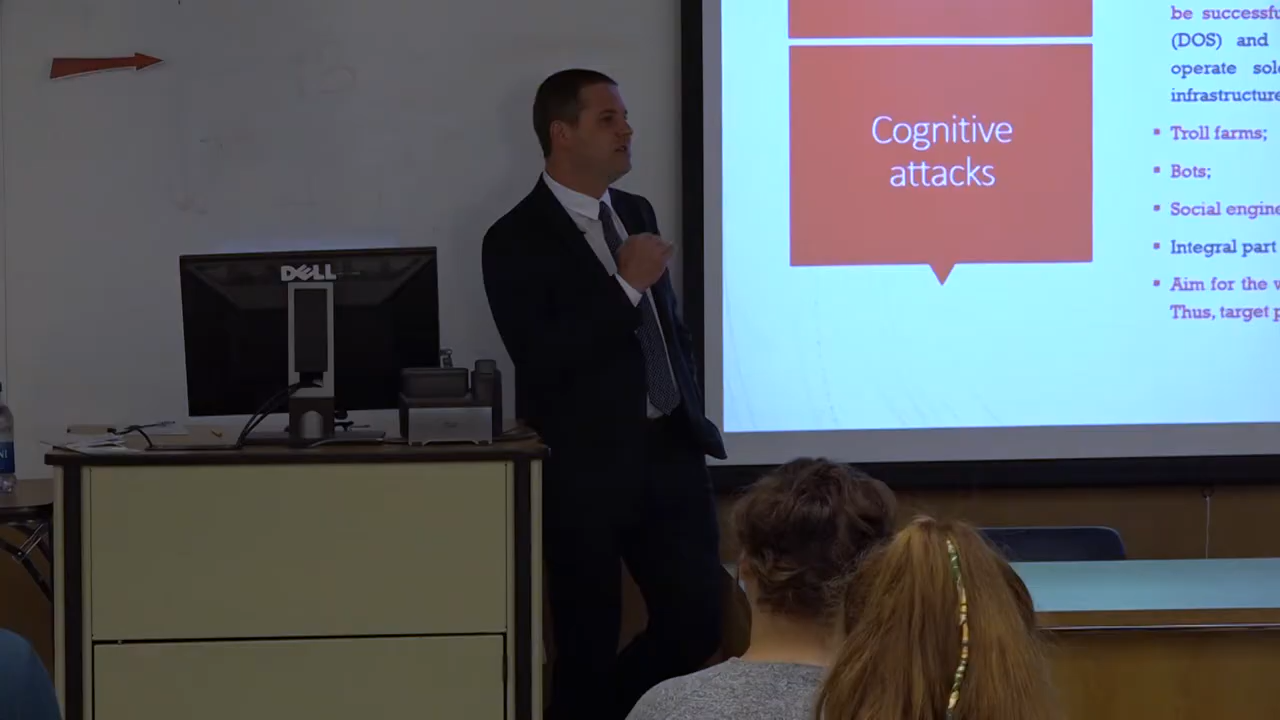 be successfu
(DOS) and
operate sol
infrastructure
Cognitive
attacks
▪ Troll farms;
▪ Bots;
▪ Social engine
▪ Integral part
▪ Aim for the w
Thus, target p
DELL